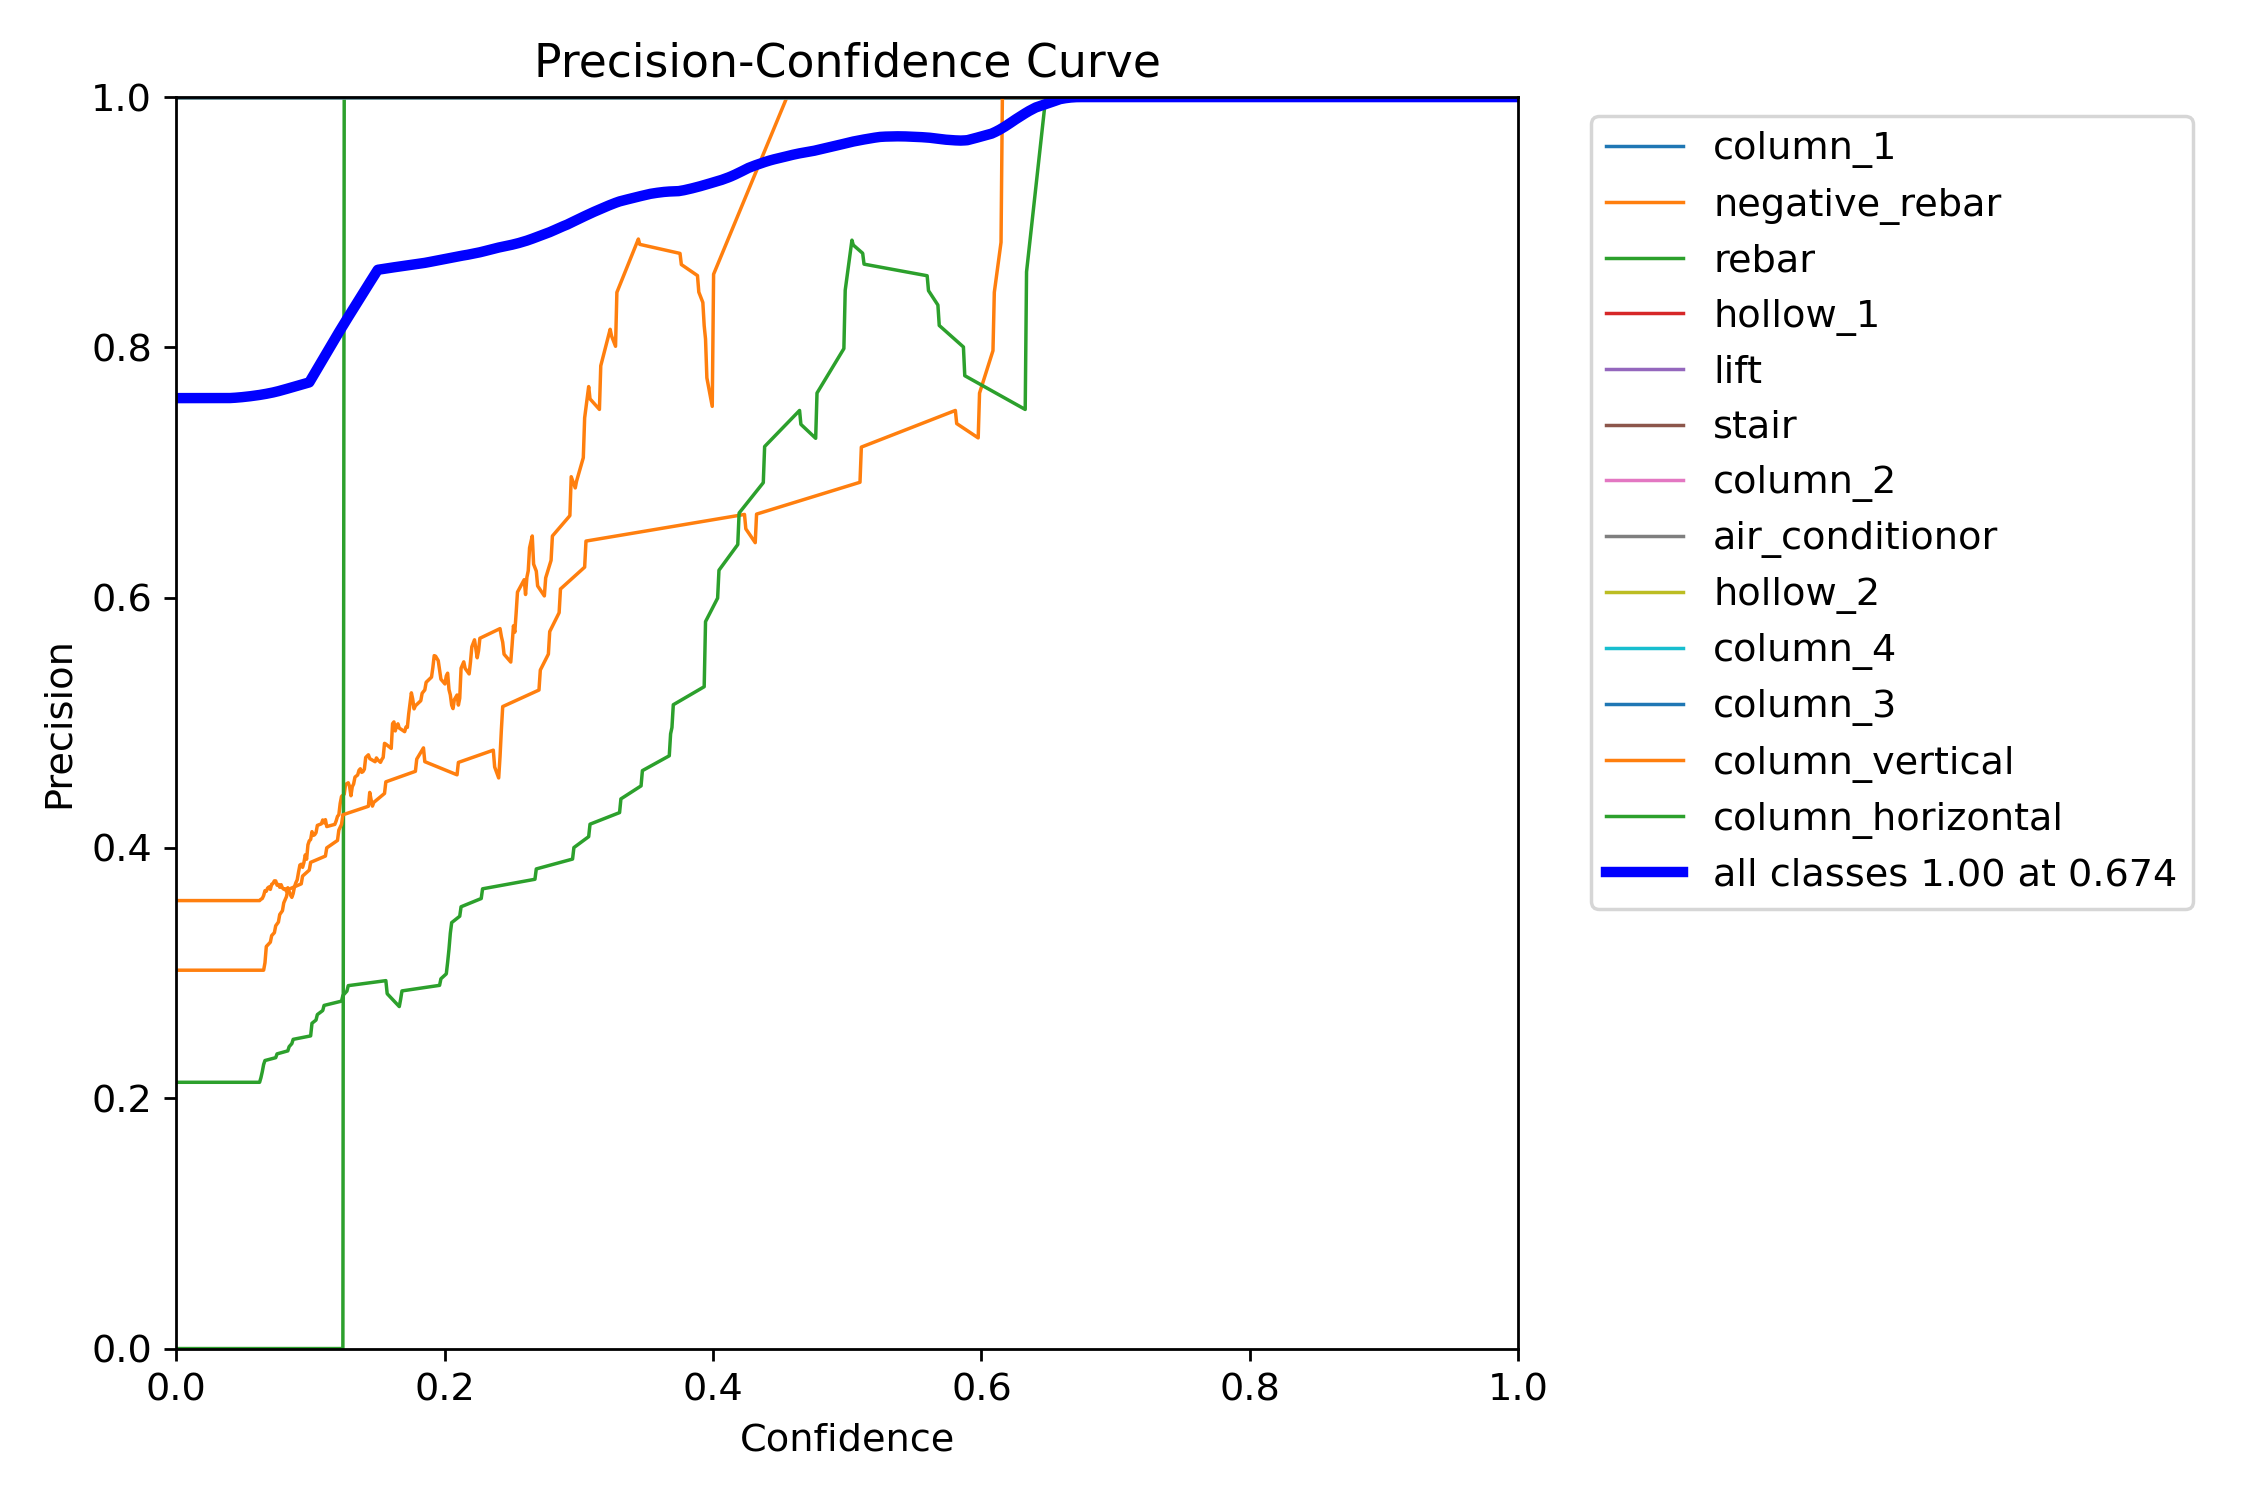 Precision-Confidence Curve
1.0
0.8
0.6
0.4
0.2
0.0
Precision
0.0 0.2 0.4 0.6 0.8 1.0
Confidence
column_1
negative_rebar
rebar
hollow_1
lift
stair
column_2
air_conditionor
hollow_2
column_4
column_3
column_vertical
column_horizontal
all classes 1.00 at 0.674